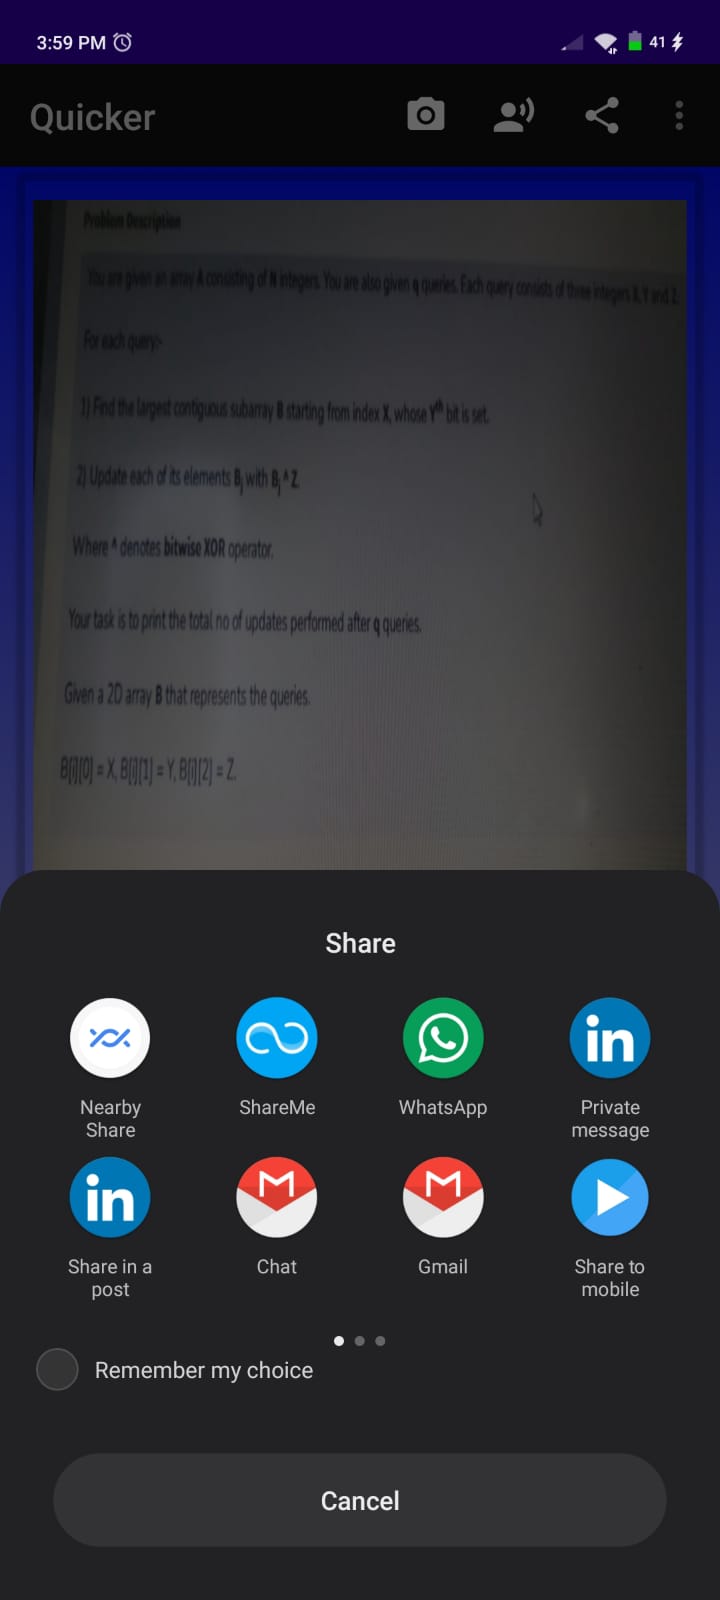 3:59 PM
41
Quicker
Problem Description
You are given an array A consisting of N integers. You are also given q queries. Each query consists of three integers X, Y and Z.
For each query:-
1) Find the largest contiguous subarray B starting from index X, whose Yth bit is set.
2) Update each of its elements Bj with Bj ^ Z.
Where ^ denotes bitwise XOR operator.
Your task is to print the total no of updates performed after q queries.
Given a 2D array B that represents the queries.
B[i][0] = X, B[i][1] = Y, B[i][2] = Z.
Share
Nearby Share
ShareMe
WhatsApp
Private message
Share in a post
Chat
Gmail
Share to mobile
Remember my choice
Cancel